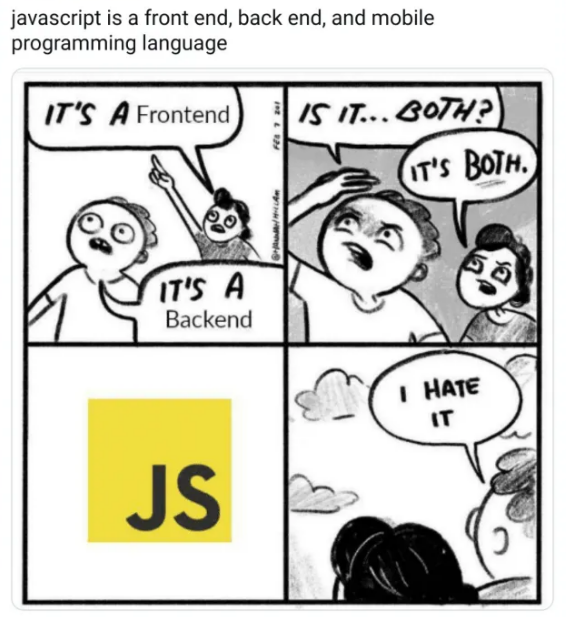 javascript is a front end, back end, and mobile
programming language
IT'S A Frontend
IT'S A
Backend
IS IT... BOTH?
IT'S BOTH.
JS
I HATE
IT